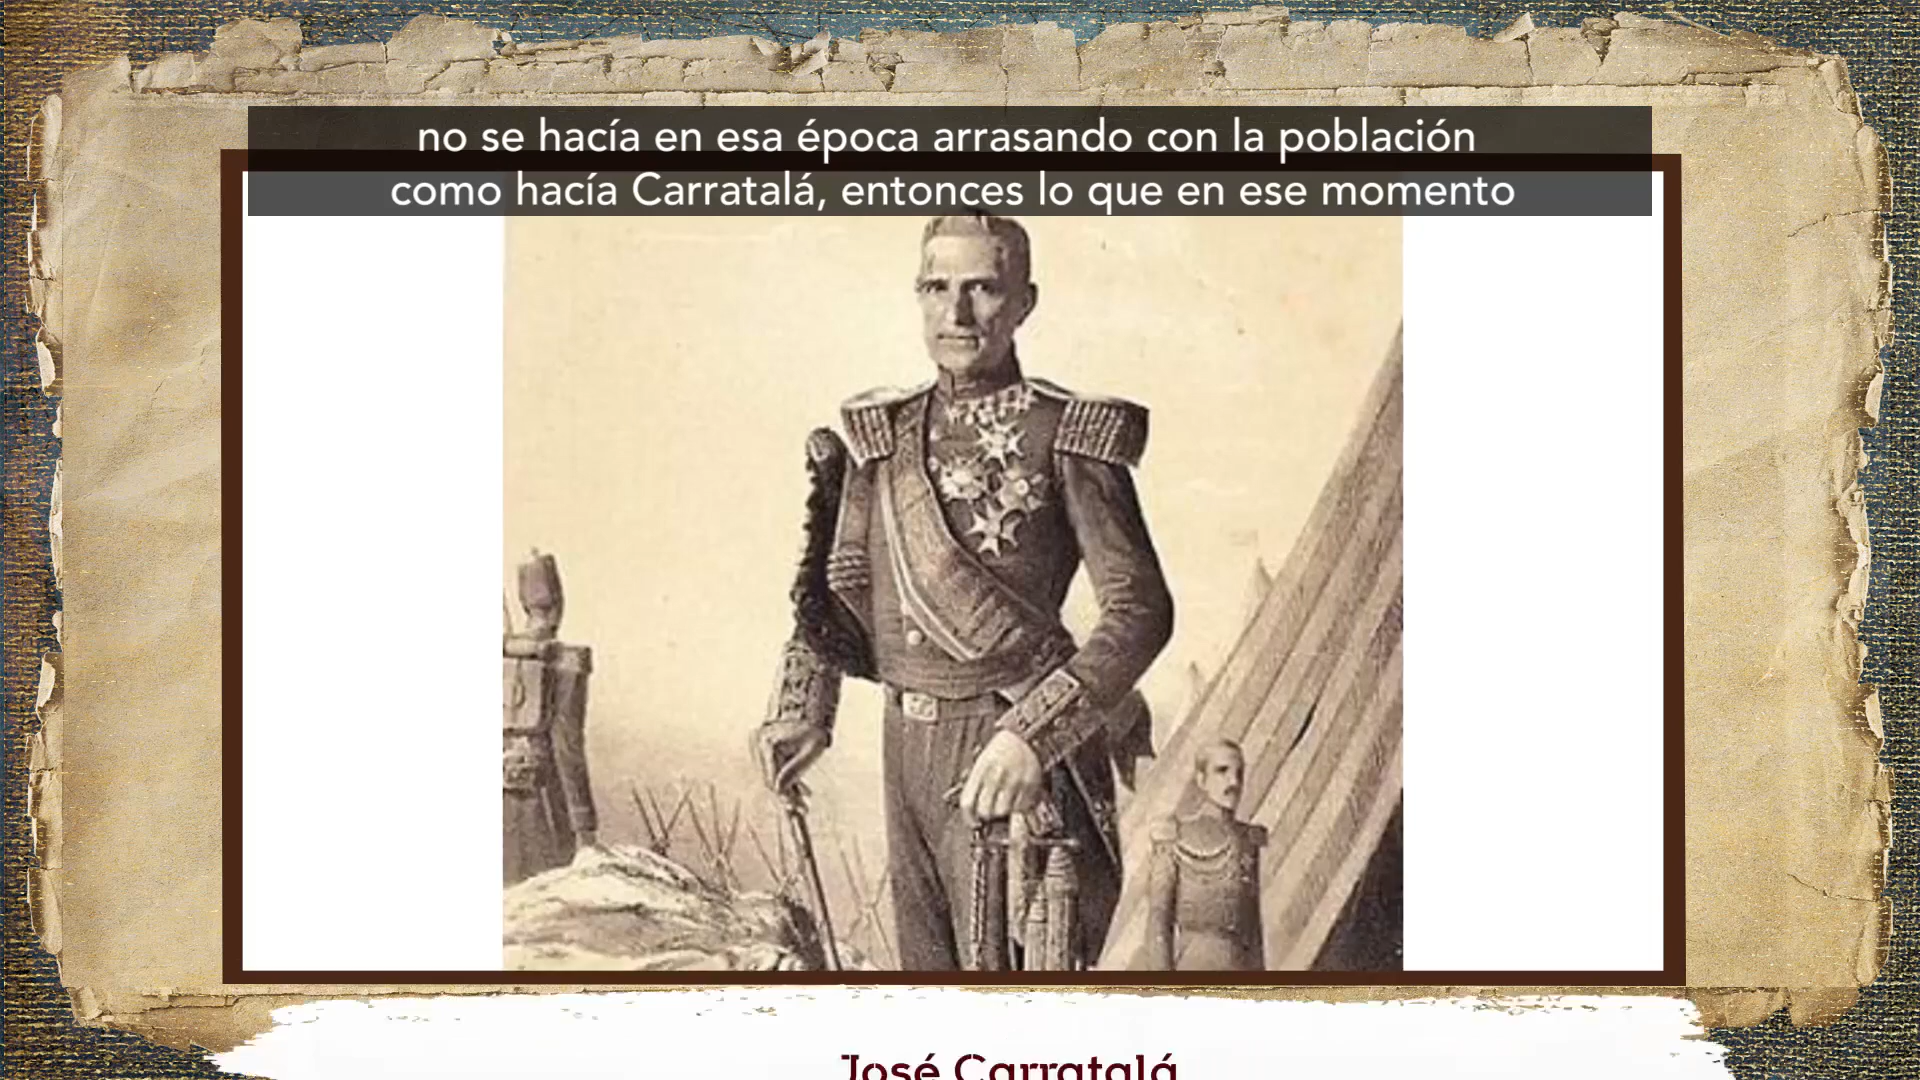 no se hacía en esa época arrasando con la población
como hacía Carratalá, entonces lo que en ese momento
José Carratalá